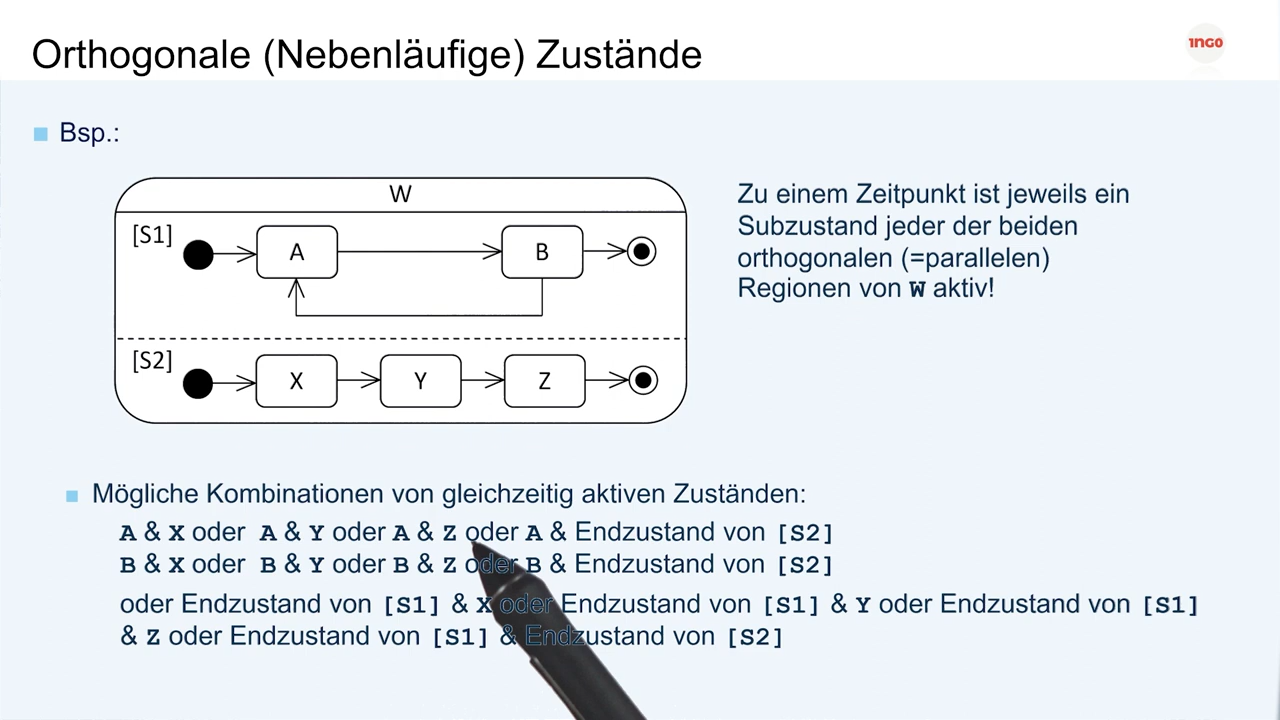 Orthogonale (Nebenläufige) Zustände
1NGO
Bsp.:
W
[S1]
A
B
[S2]
X
Y
Z
Zu einem Zeitpunkt ist jeweils ein
Subzustand jeder der beiden
orthogonalen (=parallelen)
Regionen von W aktiv!
Mögliche Kombinationen von gleichzeitig aktiven Zuständen:
A & X oder A & Y oder A & Z oder A & Endzustand von [S2]
B & X oder B & Y oder B & Z oder B & Endzustand von [S2]
oder Endzustand von [S1] & X oder Endzustand von [S1] & Y oder Endzustand von [S1]
& Z oder Endzustand von [S1] & Endzustand von [S2]